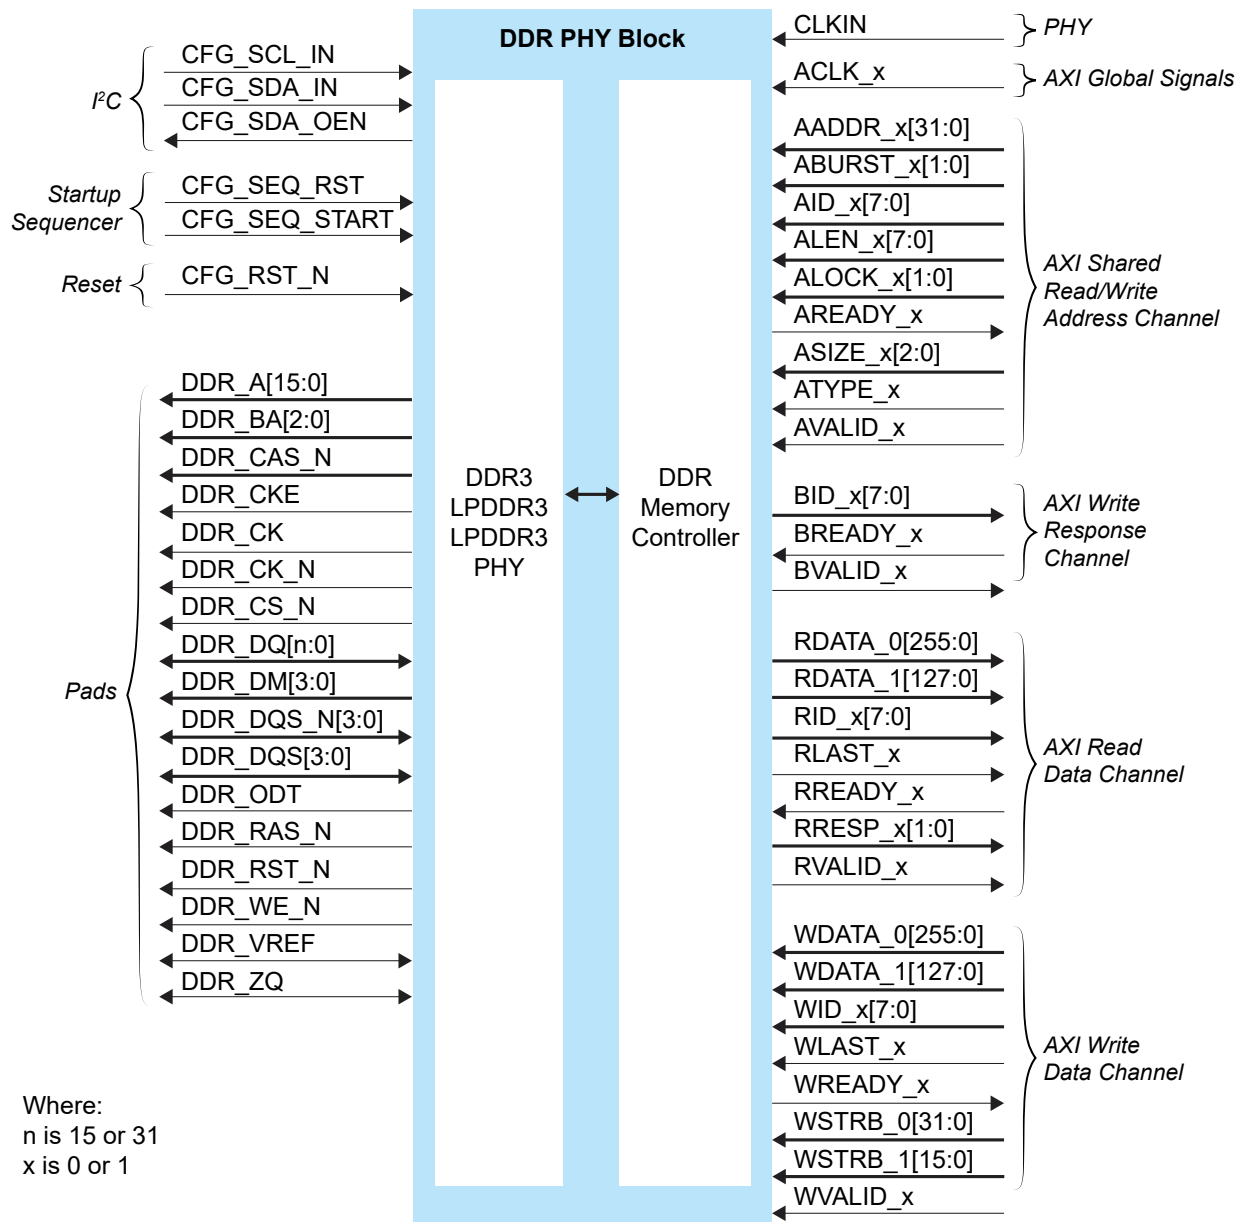 DDR PHY Block
I²C
CFG_SCL_IN
CFG_SDA_IN
CFG_SDA_OEN
Startup
Sequencer
CFG_SEQ_RST
CFG_SEQ_START
Reset
CFG_RST_N
Pads
DDR_A[15:0]
DDR_BA[2:0]
DDR_CAS_N
DDR_CKE
DDR_CK
DDR_CK_N
DDR_CS_N
DDR_DQ[n:0]
DDR_DM[3:0]
DDR_DQS_N[3:0]
DDR_DQS[3:0]
DDR_ODT
DDR_RAS_N
DDR_RST_N
DDR_WE_N
DDR_VREF
DDR_ZQ
Where:
n is 15 or 31
x is 0 or 1
DDR3
LPDDR3
LPDDR3
PHY
DDR
Memory
Controller
CLKIN
PHY
ACLK_x
AXI Global Signals
AADDR_x[31:0]
ABURST_x[1:0]
AID_x[7:0]
ALEN_x[7:0]
ALOCK_x[1:0]
AREADY_x
ASIZE_x[2:0]
ATYPE_x
AVALID_x
AXI Shared
Read/Write
Address Channel
BID_x[7:0]
BREADY_x
BVALID_x
AXI Write
Response
Channel
RDATA_0[255:0]
RDATA_1[127:0]
RID_x[7:0]
RLAST_x
RREADY_x
RRESP_x[1:0]
RVALID_x
AXI Read
Data Channel
WDATA_0[255:0]
WDATA_1[127:0]
WID_x[7:0]
WLAST_x
WREADY_x
WSTRB_0[31:0]
WSTRB_1[15:0]
WVALID_x
AXI Write
Data Channel